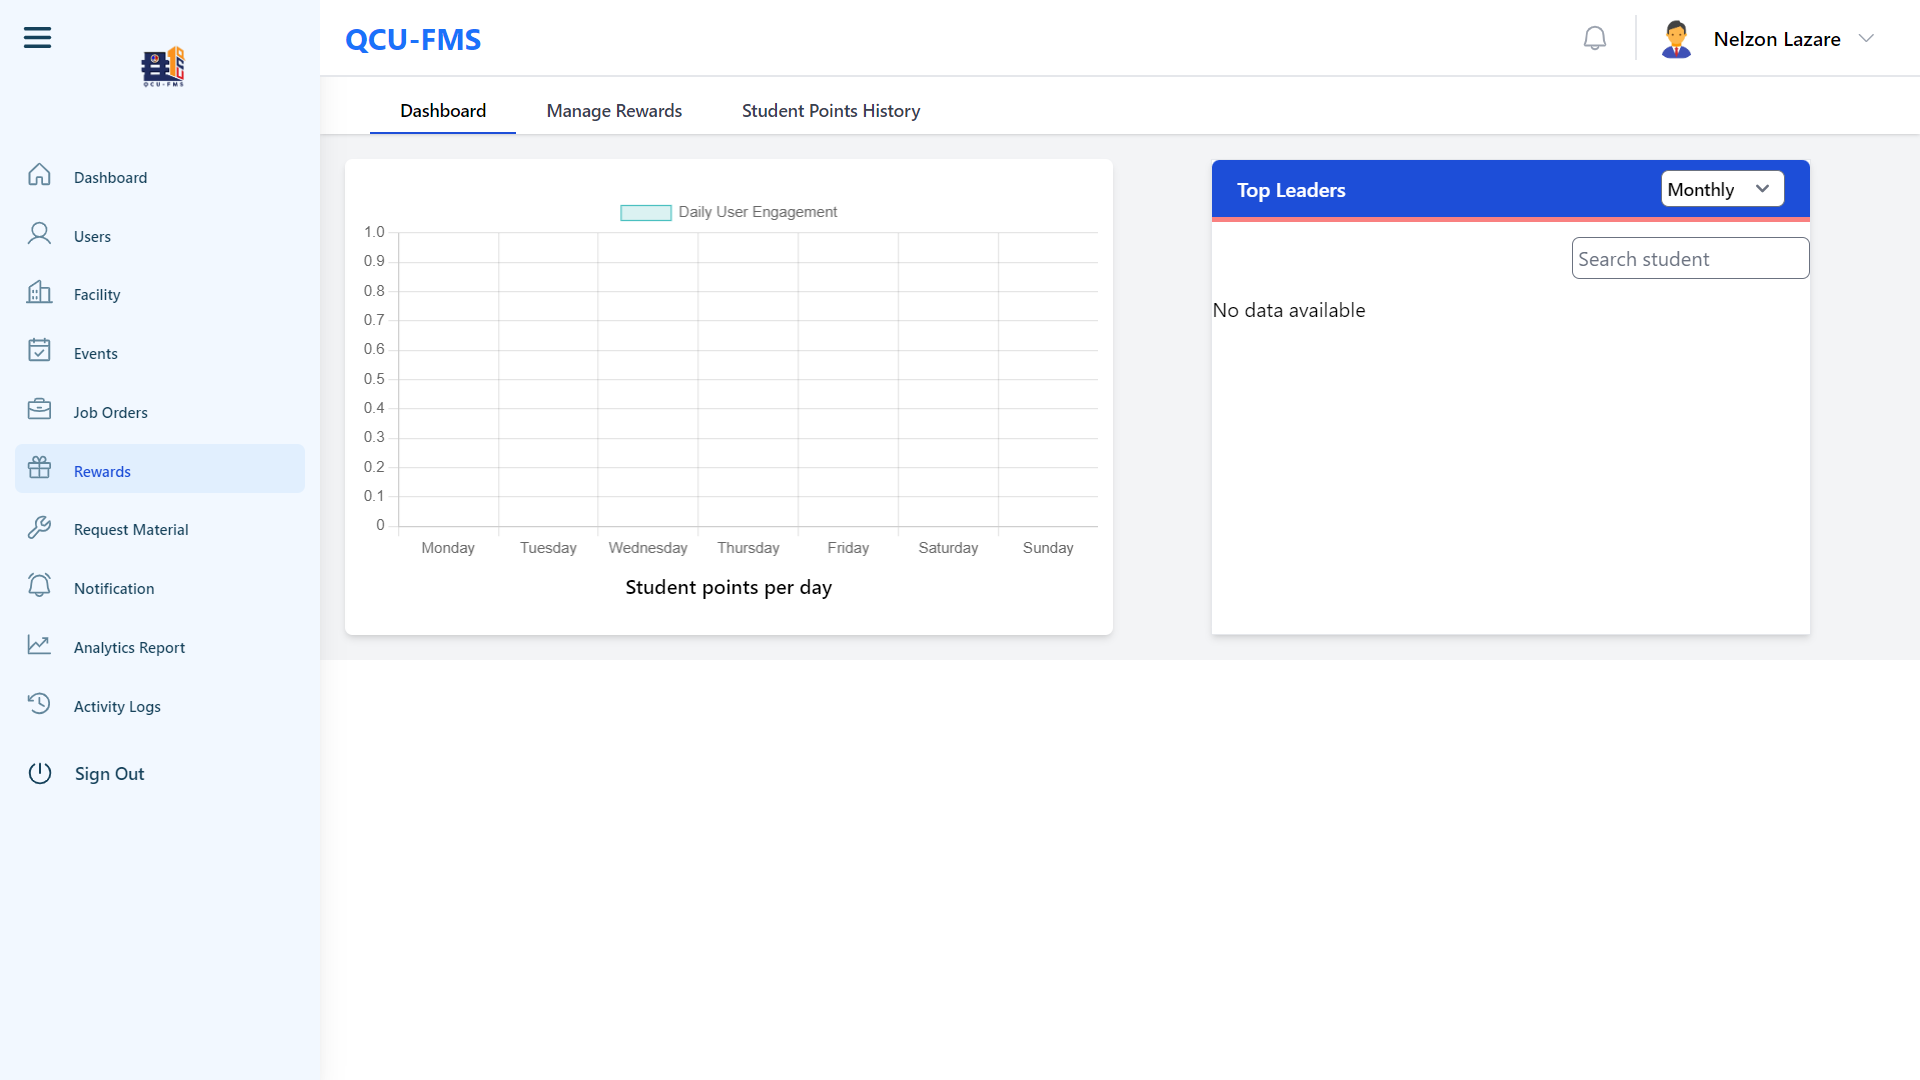 QCU-FMS
QCU-FMS
Nelzon Lazare
Dashboard
Users
Facility
Events
Job Orders
Rewards
Request Material
Notification
Analytics Report
Activity Logs
Sign Out
Dashboard Manage Rewards Student Points History
Daily User Engagement
1.0
0.9
0.8
0.7
0.6
0.5
0.4
0.3
0.2
0.1
0
Monday Tuesday Wednesday Thursday Friday Saturday Sunday
Student points per day
Top Leaders
Monthly
Search student
No data available